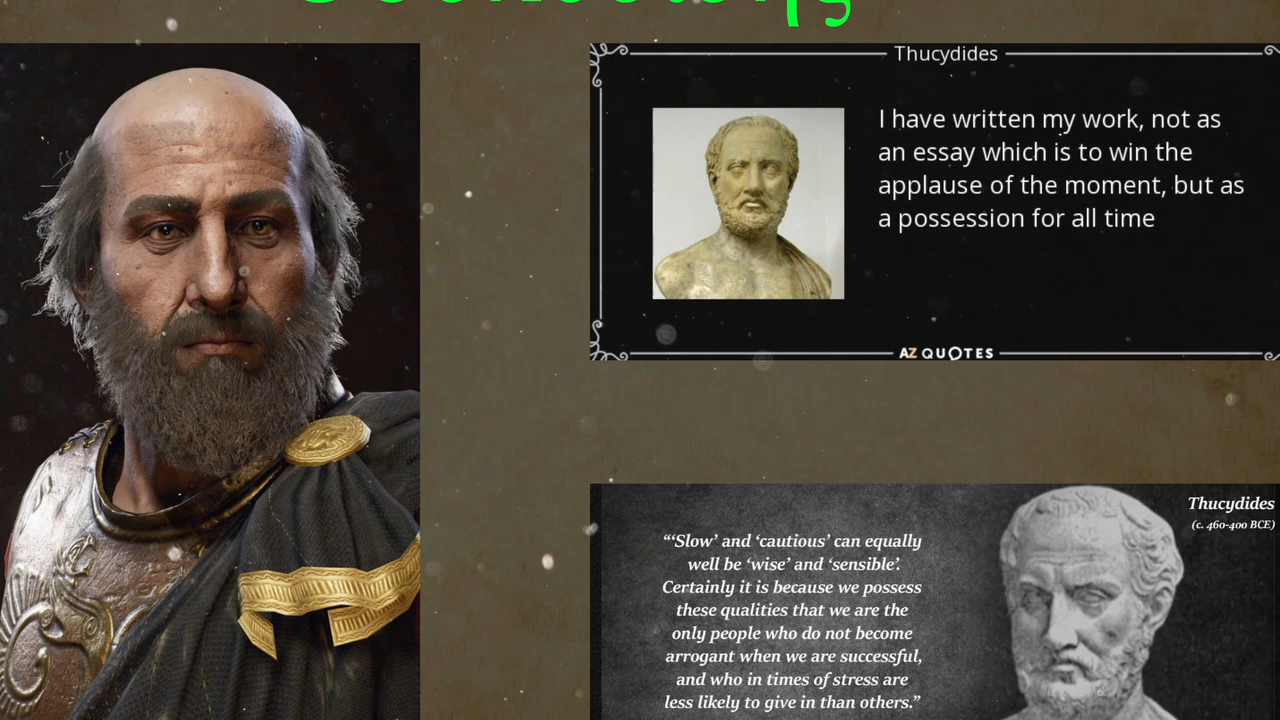 Thucydides
I have written my work, not as
an essay which is to win the
applause of the moment, but as
a possession for all time
AZ QUOTES
Thucydides
(c. 460-400 BCE)
“‘Slow’ and ‘cautious’ can equally
well be ‘wise’ and ‘sensible’.
Certainly it is because we possess
these qualities that we are the
only people who do not become
arrogant when we are successful,
and who in times of stress are
less likely to give in than others.”